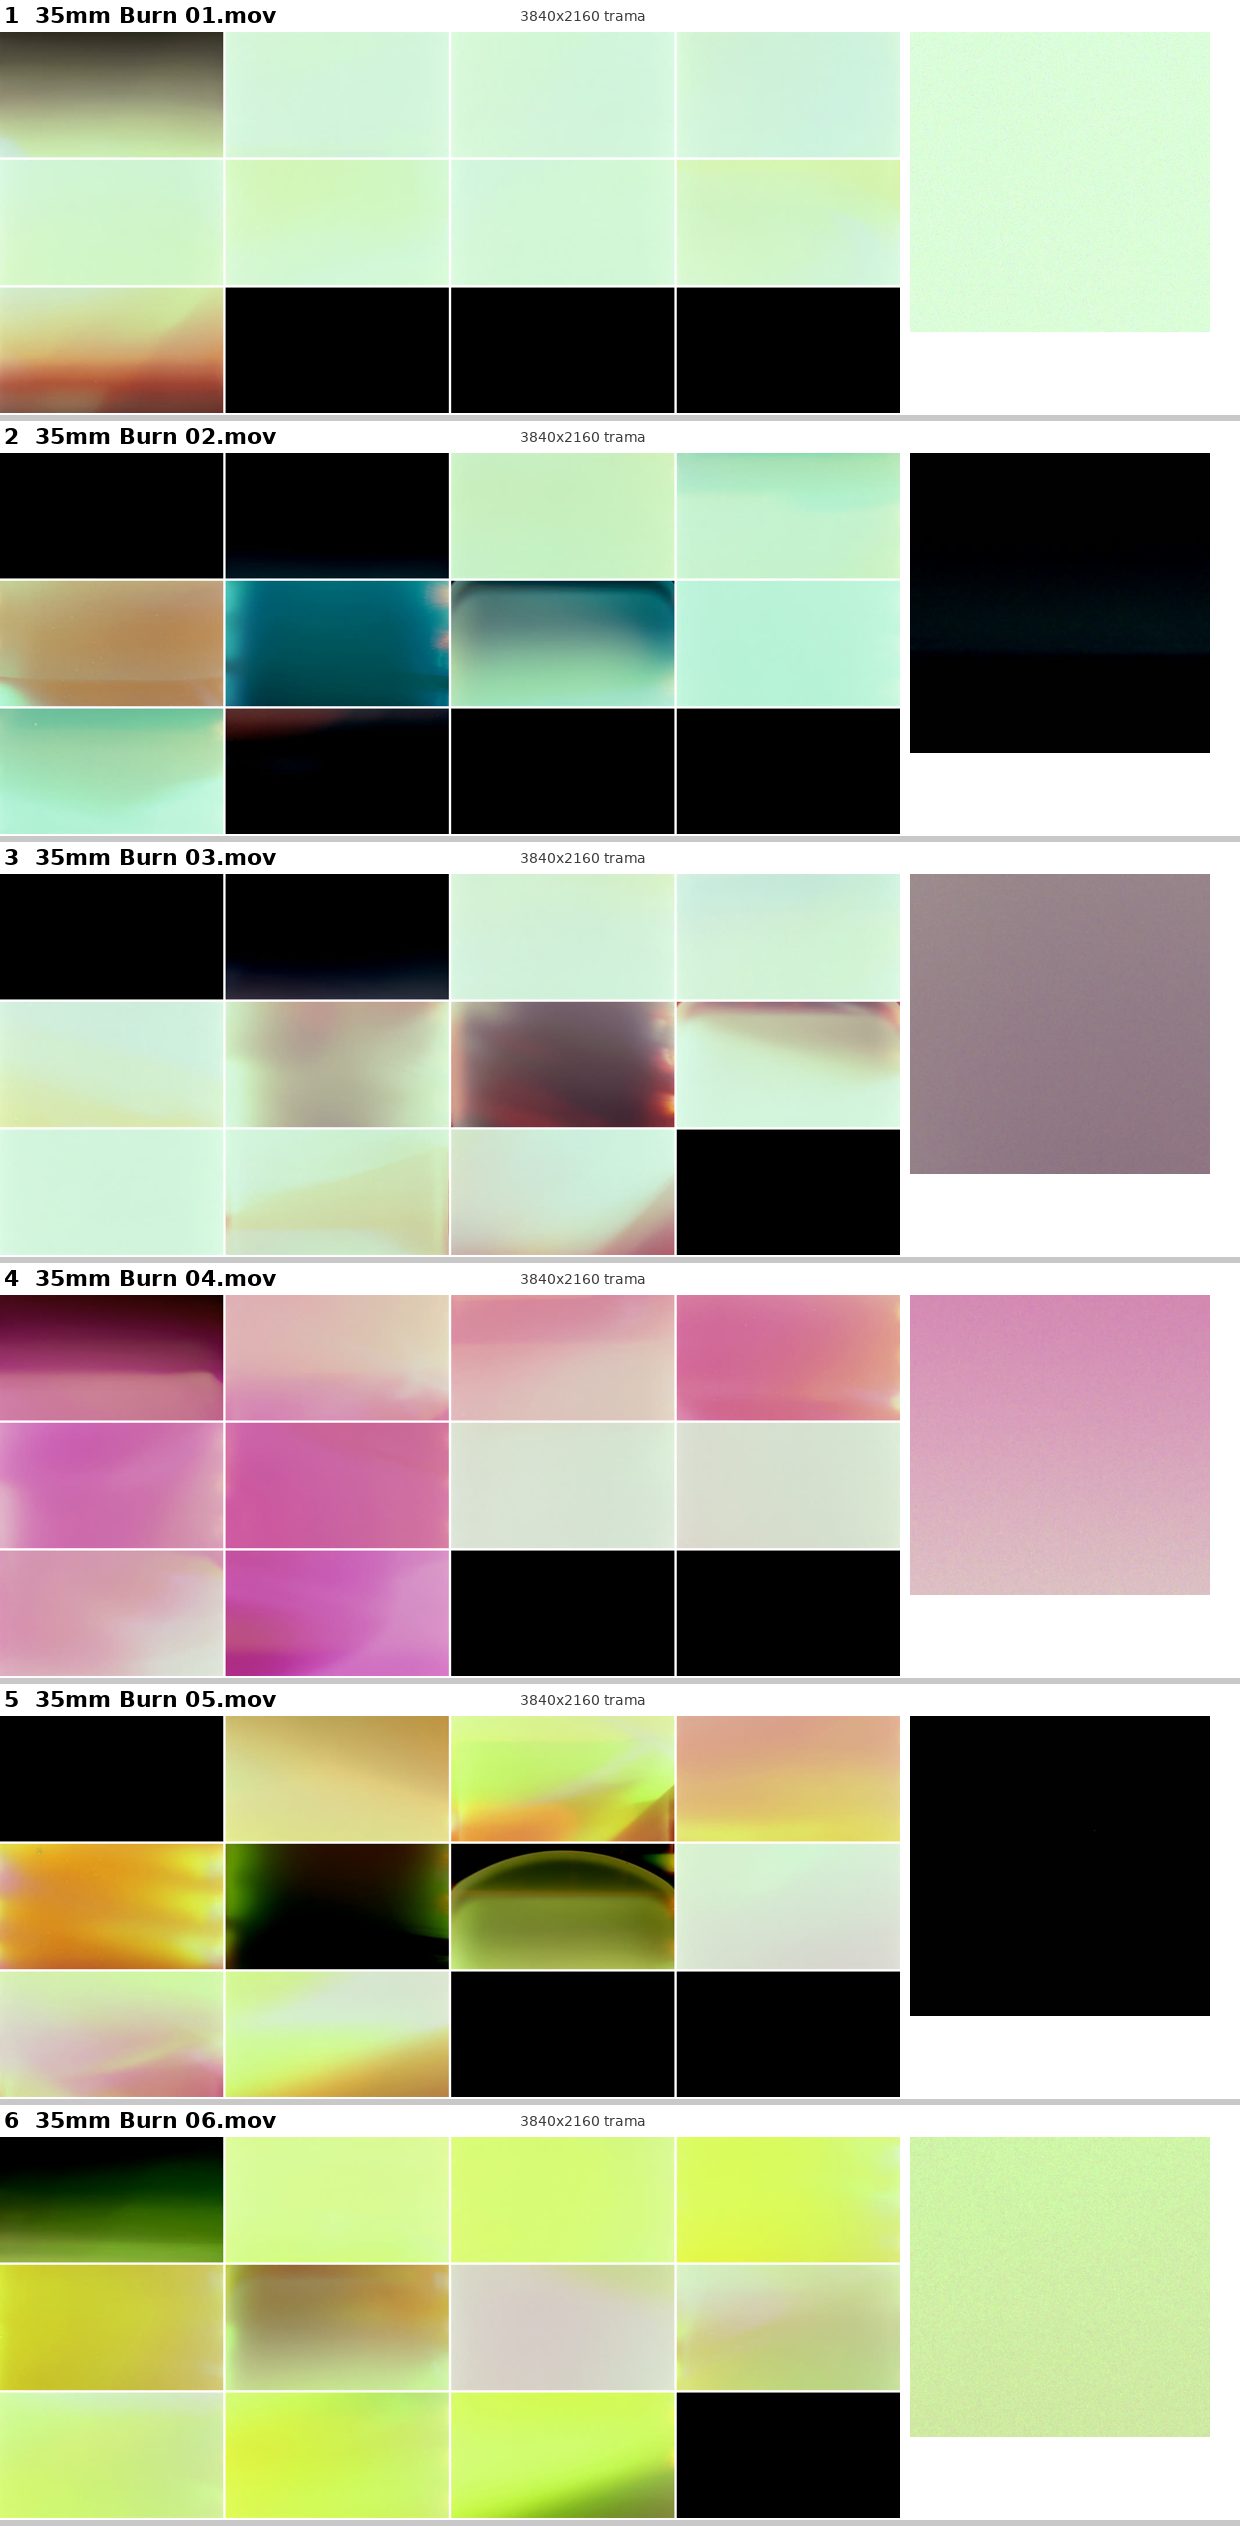 1 35mm Burn 01.mov 3840x2160 trama
2 35mm Burn 02.mov 3840x2160 trama
3 35mm Burn 03.mov 3840x2160 trama
4 35mm Burn 04.mov 3840x2160 trama
5 35mm Burn 05.mov 3840x2160 trama
6 35mm Burn 06.mov 3840x2160 trama